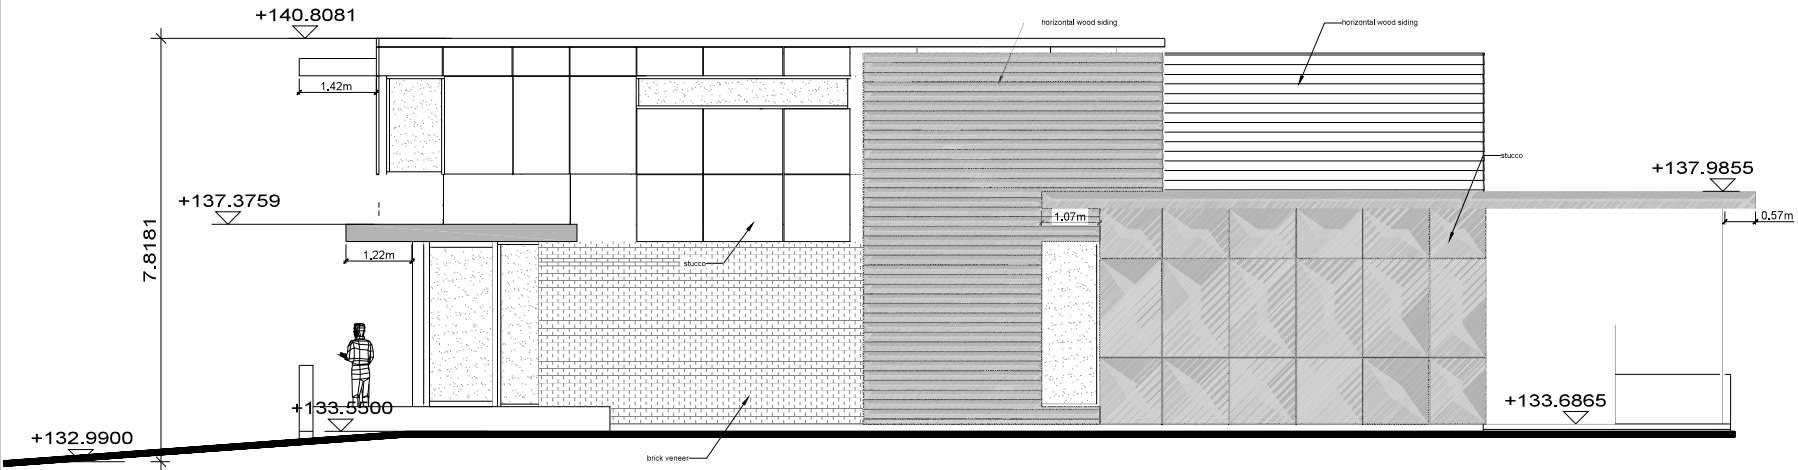 +140.8081
horizontal wood siding
horizontal wood siding
1.42m
stucco
+137.9855
+137.3759
1.07m
0.57m
7.8181
1.22m
stucco
+133.5500
+133.6865
+132.9900
brick veneer